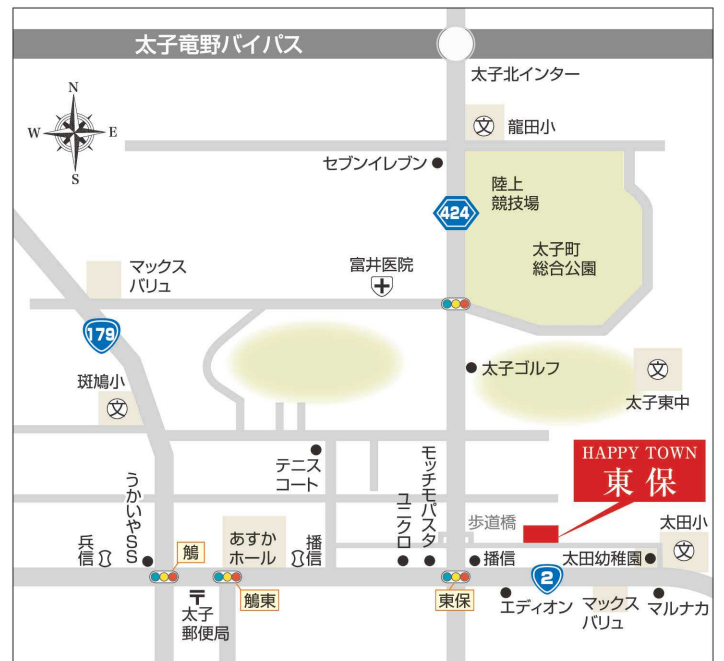 太子竜野バイパス
太子北インター
N
W
E
S
文
龍田小
セブンイレブン
陸上
競技場
424
太子町
総合公園
マックス
バリュ
富井医院
179
太子ゴルフ
斑鳩小
文
文
太子東中
HAPPY TOWN
東保
テニス
コート
モッチモパスタ
ユニクロ
うかいやSS
歩道橋
太田小
文
兵信
鵤
あすか
ホール
播信
播信
太田幼稚園
2
〒
太子
郵便局
鵤東
東保
エディオン
マックス
バリュ
マルナカ